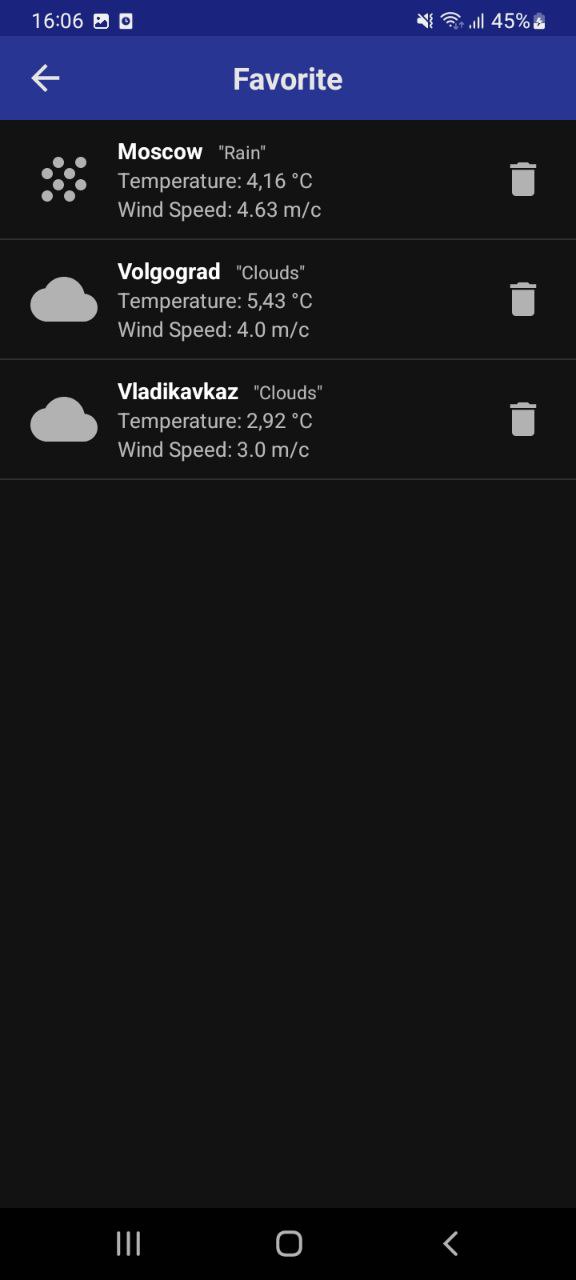 16:06
45%
Favorite
Moscow "Rain"
Temperature: 4,16 °C
Wind Speed: 4.63 m/c
Volgograd "Clouds"
Temperature: 5,43 °C
Wind Speed: 4.0 m/c
Vladikavkaz "Clouds"
Temperature: 2,92 °C
Wind Speed: 3.0 m/c